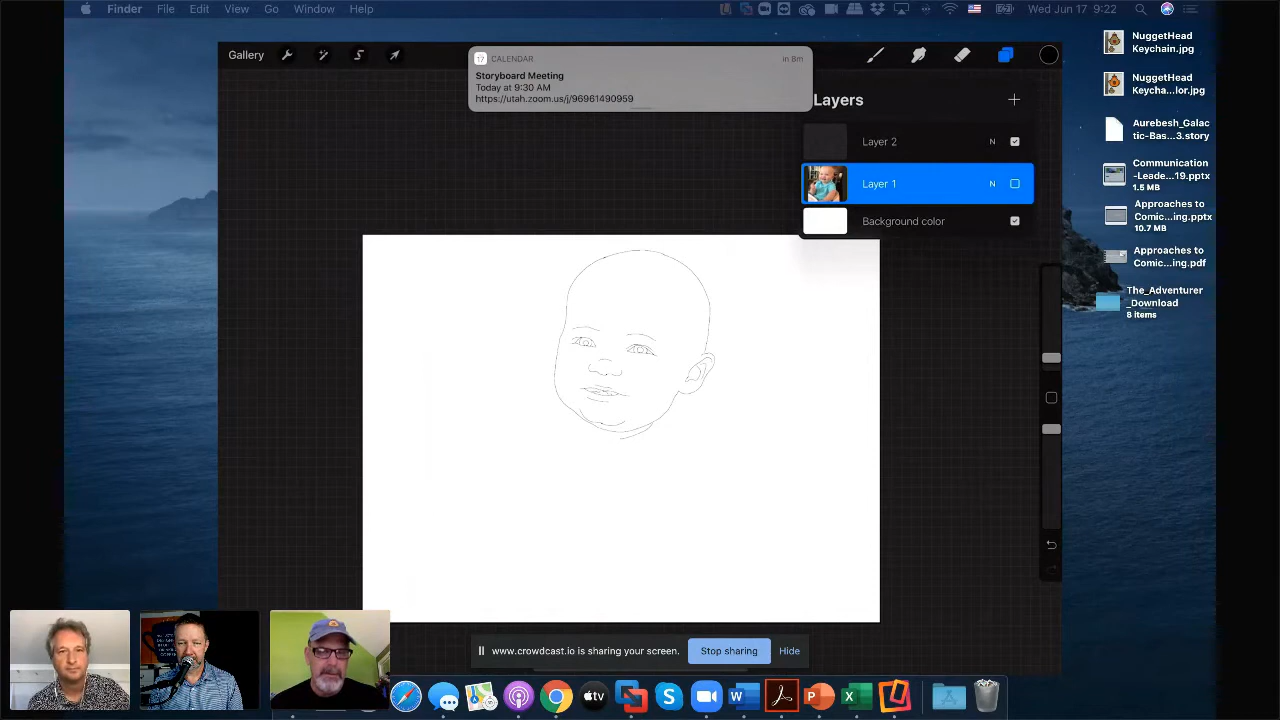 Finder File Edit View Go Window Help
Wed Jun 17 9:22
Gallery
17 CALENDAR in 8m
Storyboard Meeting
Today at 9:30 AM
https://utah.zoom.us/j/96961490959
Layers
Layer 2 N
Layer 1 N
Background color
NuggetHead
Keychain.jpg
NuggetHead
Keycha...lor.jpg
Aurebesh_Galac
tic-Bas...3.story
Communication
-Leade...19.pptx
1.5 MB
Approaches to
Comic...ing.pptx
10.7 MB
Approaches to
Comic...ing.pdf
The_Adventurer
_Download
8 items
www.crowdcast.io is sharing your screen.
Stop sharing
Hide
tv
S
W
P
X